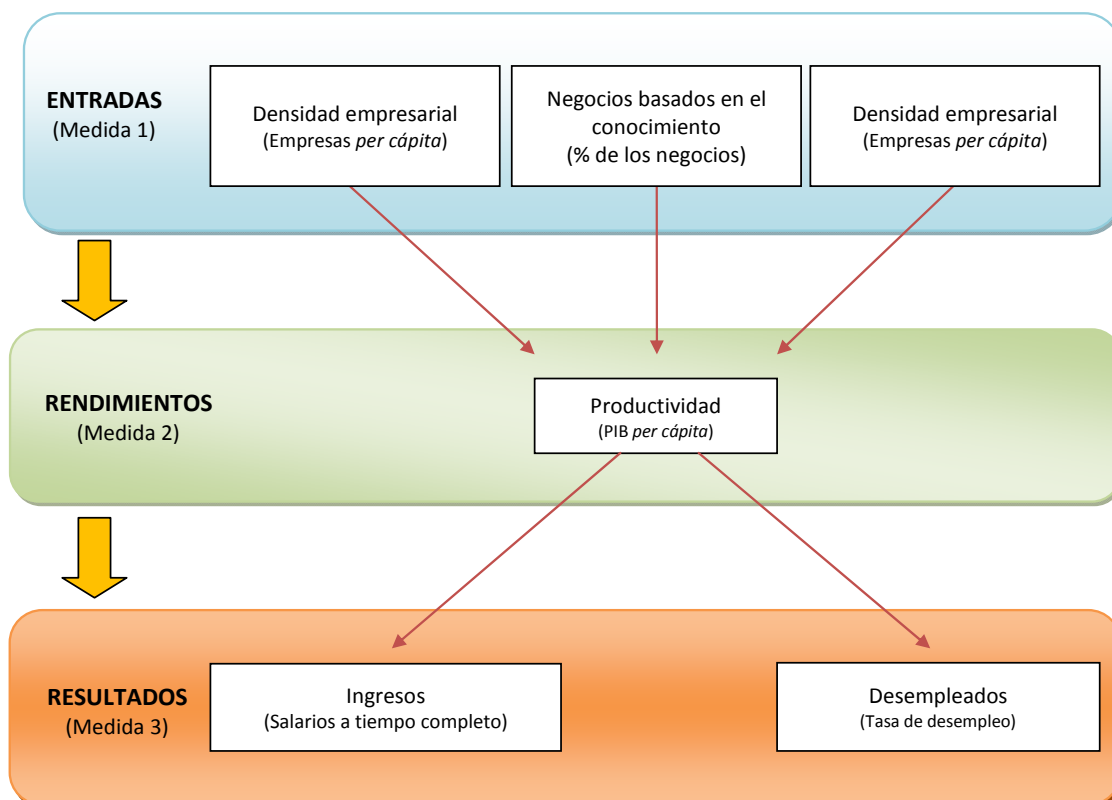 ENTRADAS
(Medida 1)
Densidad empresarial
(Empresas per cápita)
Negocios basados en el
conocimiento
(% de los negocios)
Densidad empresarial
(Empresas per cápita)
RENDIMIENTOS
(Medida 2)
Productividad
(PIB per cápita)
RESULTADOS
(Medida 3)
Ingresos
(Salarios a tiempo completo)
Desempleados
(Tasa de desempleo)